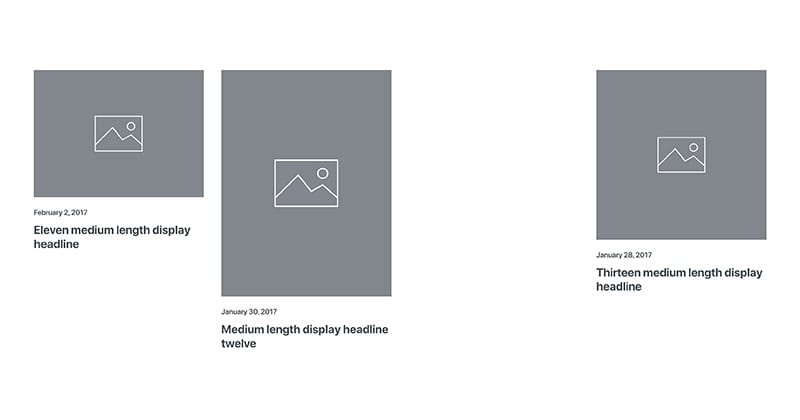 February 2, 2017
Eleven medium length display
headline
January 30, 2017
Medium length display headline
twelve
January 28, 2017
Thirteen medium length display
headline